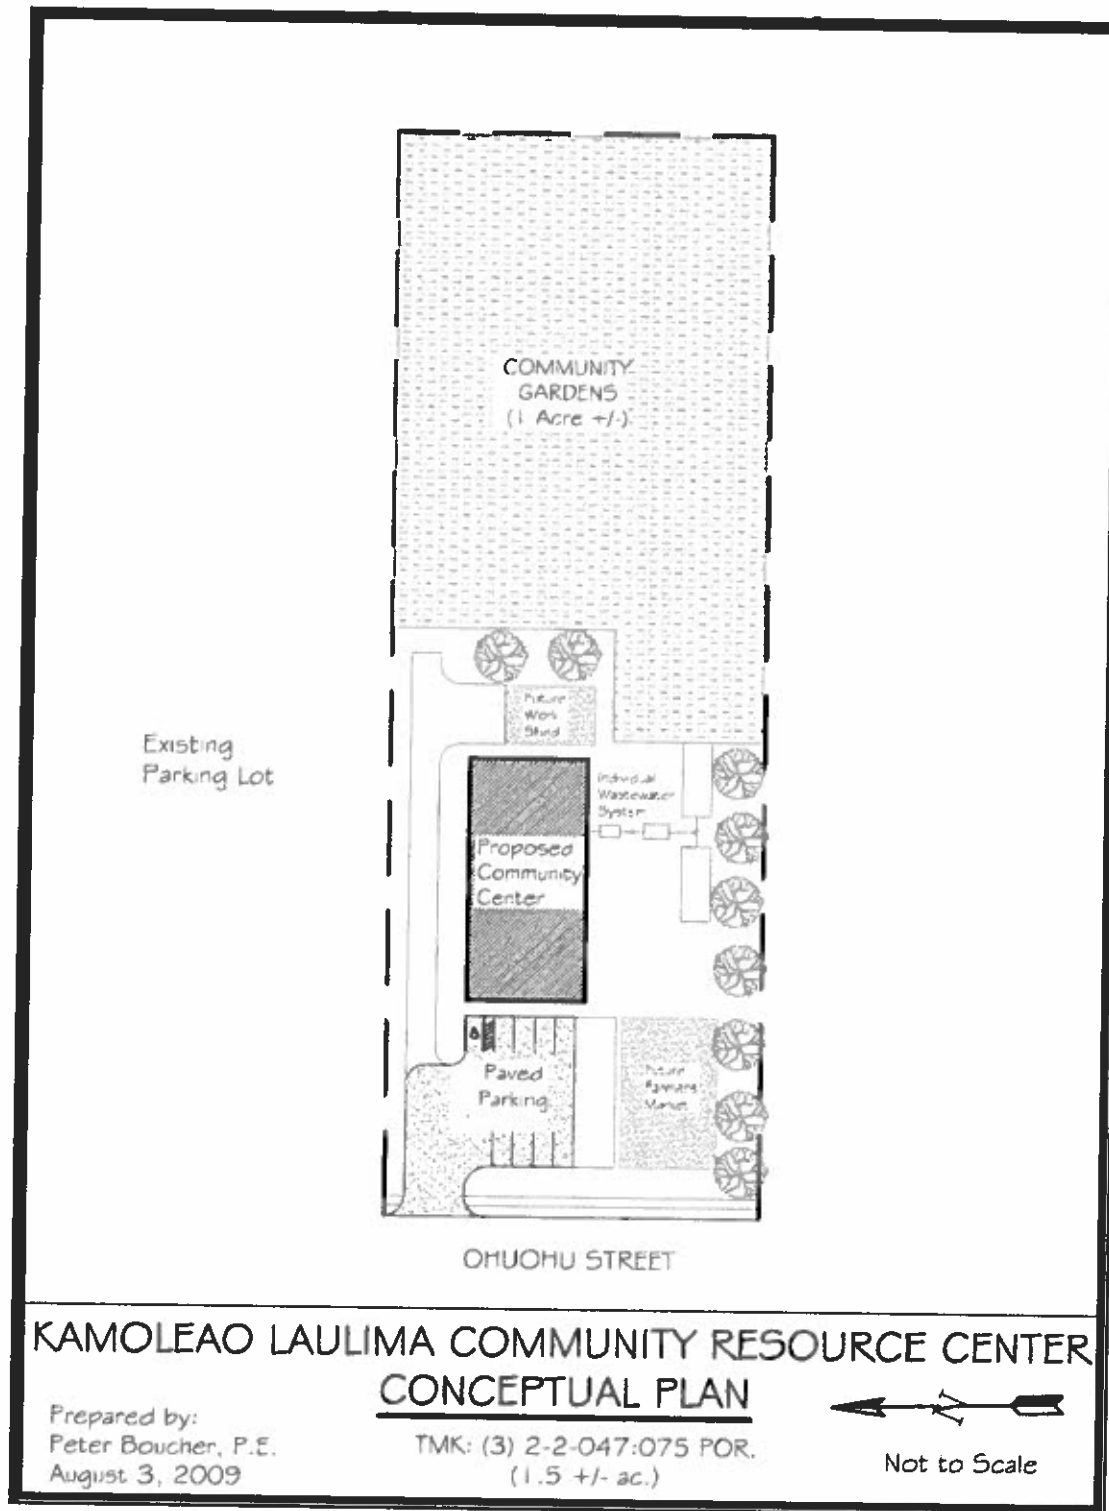 COMMUNITY
GARDENS
(1 Acre +/-)
Future
Work
Shed
Existing
Parking Lot
Individual
Wastewater
System
Proposed
Community
Center
Paved
Parking
Future
Farmers
Market
OHUOHU STREET
KAMOLEAO LAULIMA COMMUNITY RESOURCE CENTER
CONCEPTUAL PLAN
Prepared by:
Peter Boucher, P.E.
August 3, 2009
TMK: (3) 2-2-047:075 POR.
(1.5 +/- ac.)
N
Not to Scale